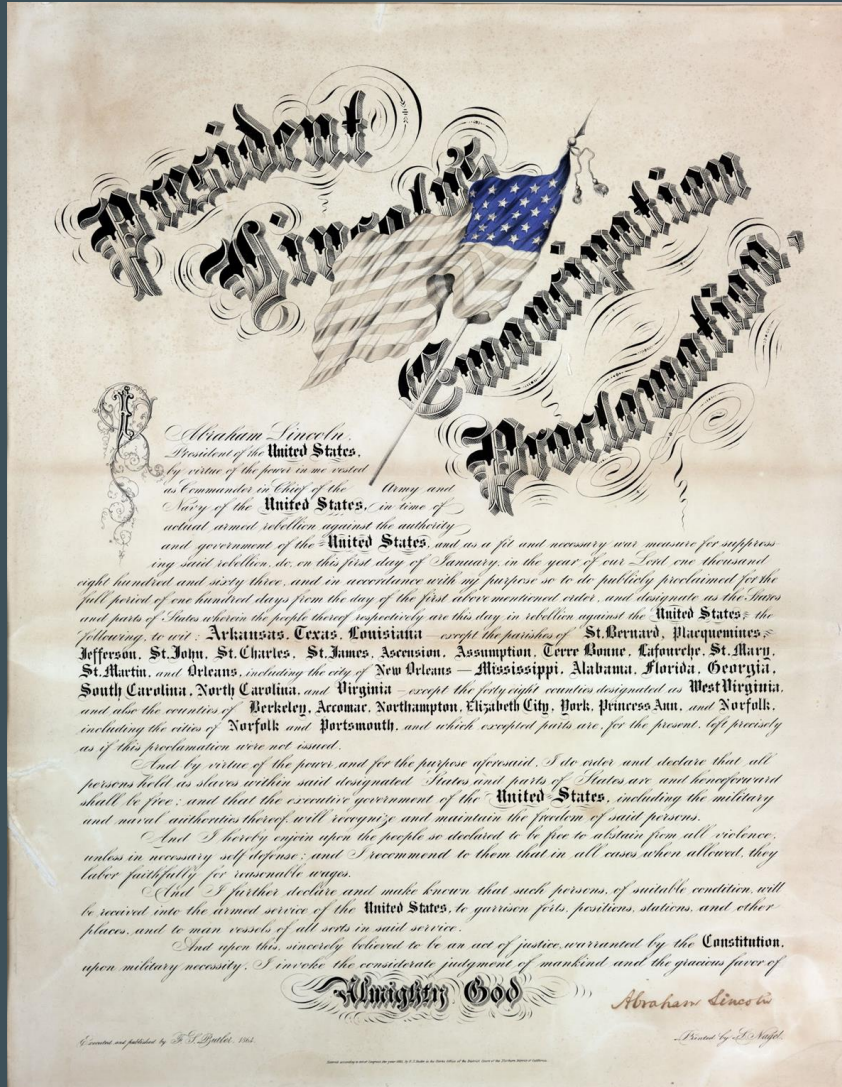 President
Lincoln's
Emancipation
Proclamation.
I
Abraham Lincoln,
President of the United States,
by virtue of the power in me vested
as Commander in Chief of the Army and
Navy of the United States, in time of
actual armed rebellion against the authority
and government of the United States, and as a fit and necessary war measure for suppress-
ing said rebellion, do, on this first day of January, in the year of our Lord one thousand
eight hundred and sixty three, and in accordance with my purpose so to do publicly proclaimed for the
full period of one hundred days from the day of the first above mentioned order, and designate as the States
and parts of States wherein the people thereof respectively are this day in rebellion against the United States, the
following, to wit: Arkansas, Texas, Louisiana — except the parishes of St. Bernard, Placquemines,
Jefferson, St. John, St. Charles, St. James, Ascension, Assumption, Terre Bonne, Lafourche, St. Mary,
St. Martin, and Orleans, including the city of New Orleans — Mississippi, Alabama, Florida, Georgia,
South Carolina, North Carolina, and Virginia — except the forty eight counties designated as West Virginia,
and also the counties of Berkeley, Accomac, Northampton, Elizabeth City, York, Princess Ann, and Norfolk,
including the cities of Norfolk and Portsmouth, and which excepted parts are, for the present, left precisely
as if this proclamation were not issued.
And by virtue of the power, and for the purpose aforesaid, I do order and declare that all
persons held as slaves within said designated States and parts of States are and henceforward
shall be free; and that the executive government of the United States, including the military
and naval authorities thereof, will recognize and maintain the freedom of said persons.
And I hereby enjoin upon the people so declared to be free to abstain from all violence,
unless in necessary self defense; and I recommend to them that in all cases when allowed, they
labor faithfully for reasonable wages.
And I further declare and make known that such persons, of suitable condition, will
be received into the armed service of the United States, to garrison forts, positions, stations, and other
places, and to man vessels of all sorts in said service.
And upon this, sincerely believed to be an act of justice, warranted by the Constitution,
upon military necessity, I invoke the considerate judgment of mankind and the gracious favor of
Almighty God
Abraham Lincoln
Executed and published by F. S. Butler, 1864.
Printed by L. Nagel.